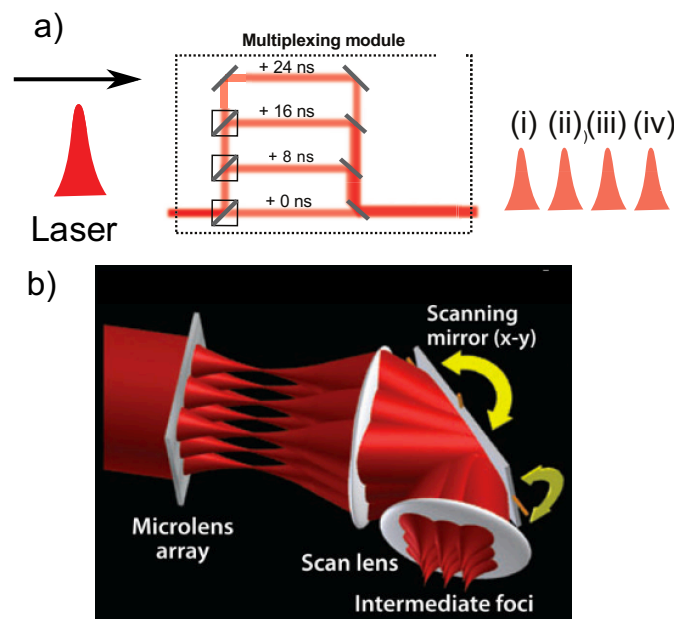 a)
Multiplexing module
+ 24 ns
+ 16 ns
+ 8 ns
+ 0 ns
Laser
(i) (ii) (iii) (iv)
b)
Scanning
mirror (x-y)
Microlens
array
Scan lens
Intermediate foci